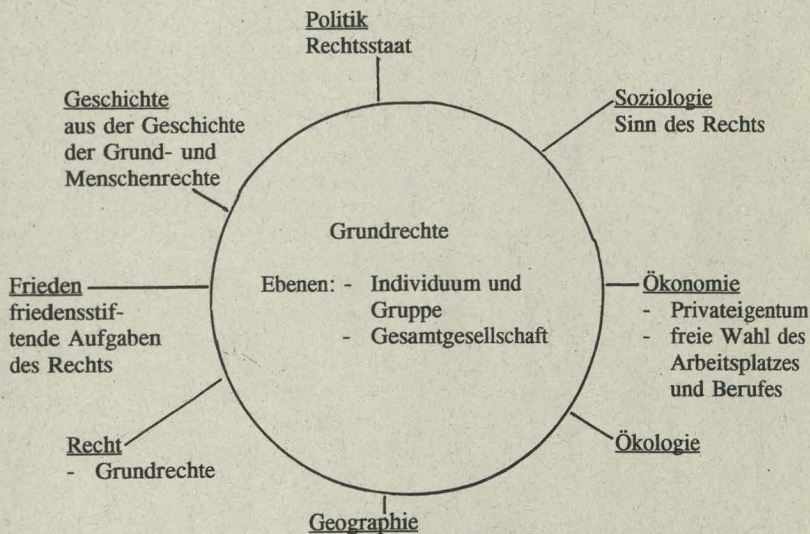 Politik
Rechtsstaat
Geschichte
aus der Geschichte
der Grund- und
Menschenrechte
Soziologie
Sinn des Rechts
Grundrechte
Ebenen: - Individuum und
Gruppe
- Gesamtgesellschaft
Frieden
friedensstif-
tende Aufgaben
des Rechts
Ökonomie
- Privateigentum
- freie Wahl des
Arbeitsplatzes
und Berufes
Recht
- Grundrechte
Ökologie
Geographie